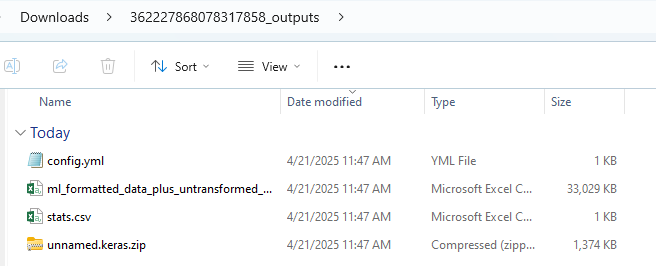 Downloads > 362227868078317858_outputs >
Sort View ...
Name Date modified Type Size
Today
config.yml 4/21/2025 11:47 AM YML File 1 KB
ml_formatted_data_plus_untransformed_... 4/21/2025 11:47 AM Microsoft Excel C... 33,029 KB
stats.csv 4/21/2025 11:47 AM Microsoft Excel C... 1 KB
unnamed.keras.zip 4/21/2025 11:47 AM Compressed (zipp... 1,374 KB